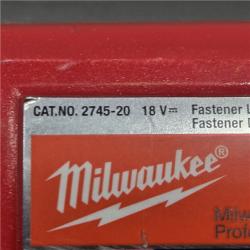 CAT.NO. 2745-20 18 V⎓ Fastener
Fastener
Milwaukee®